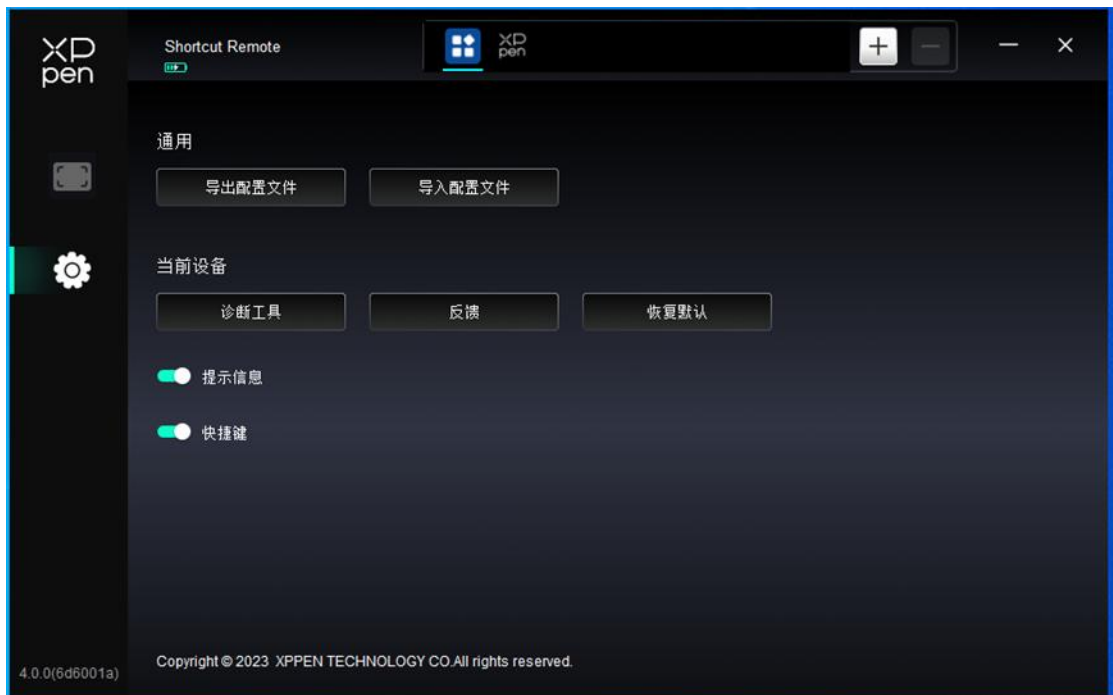 XP
pen
Shortcut Remote
XP
pen
通用
导出配置文件
导入配置文件
当前设备
诊断工具
反馈
恢复默认
提示信息
快捷键
Copyright © 2023 XPPEN TECHNOLOGY CO.All rights reserved.
4.0.0(6d6001a)